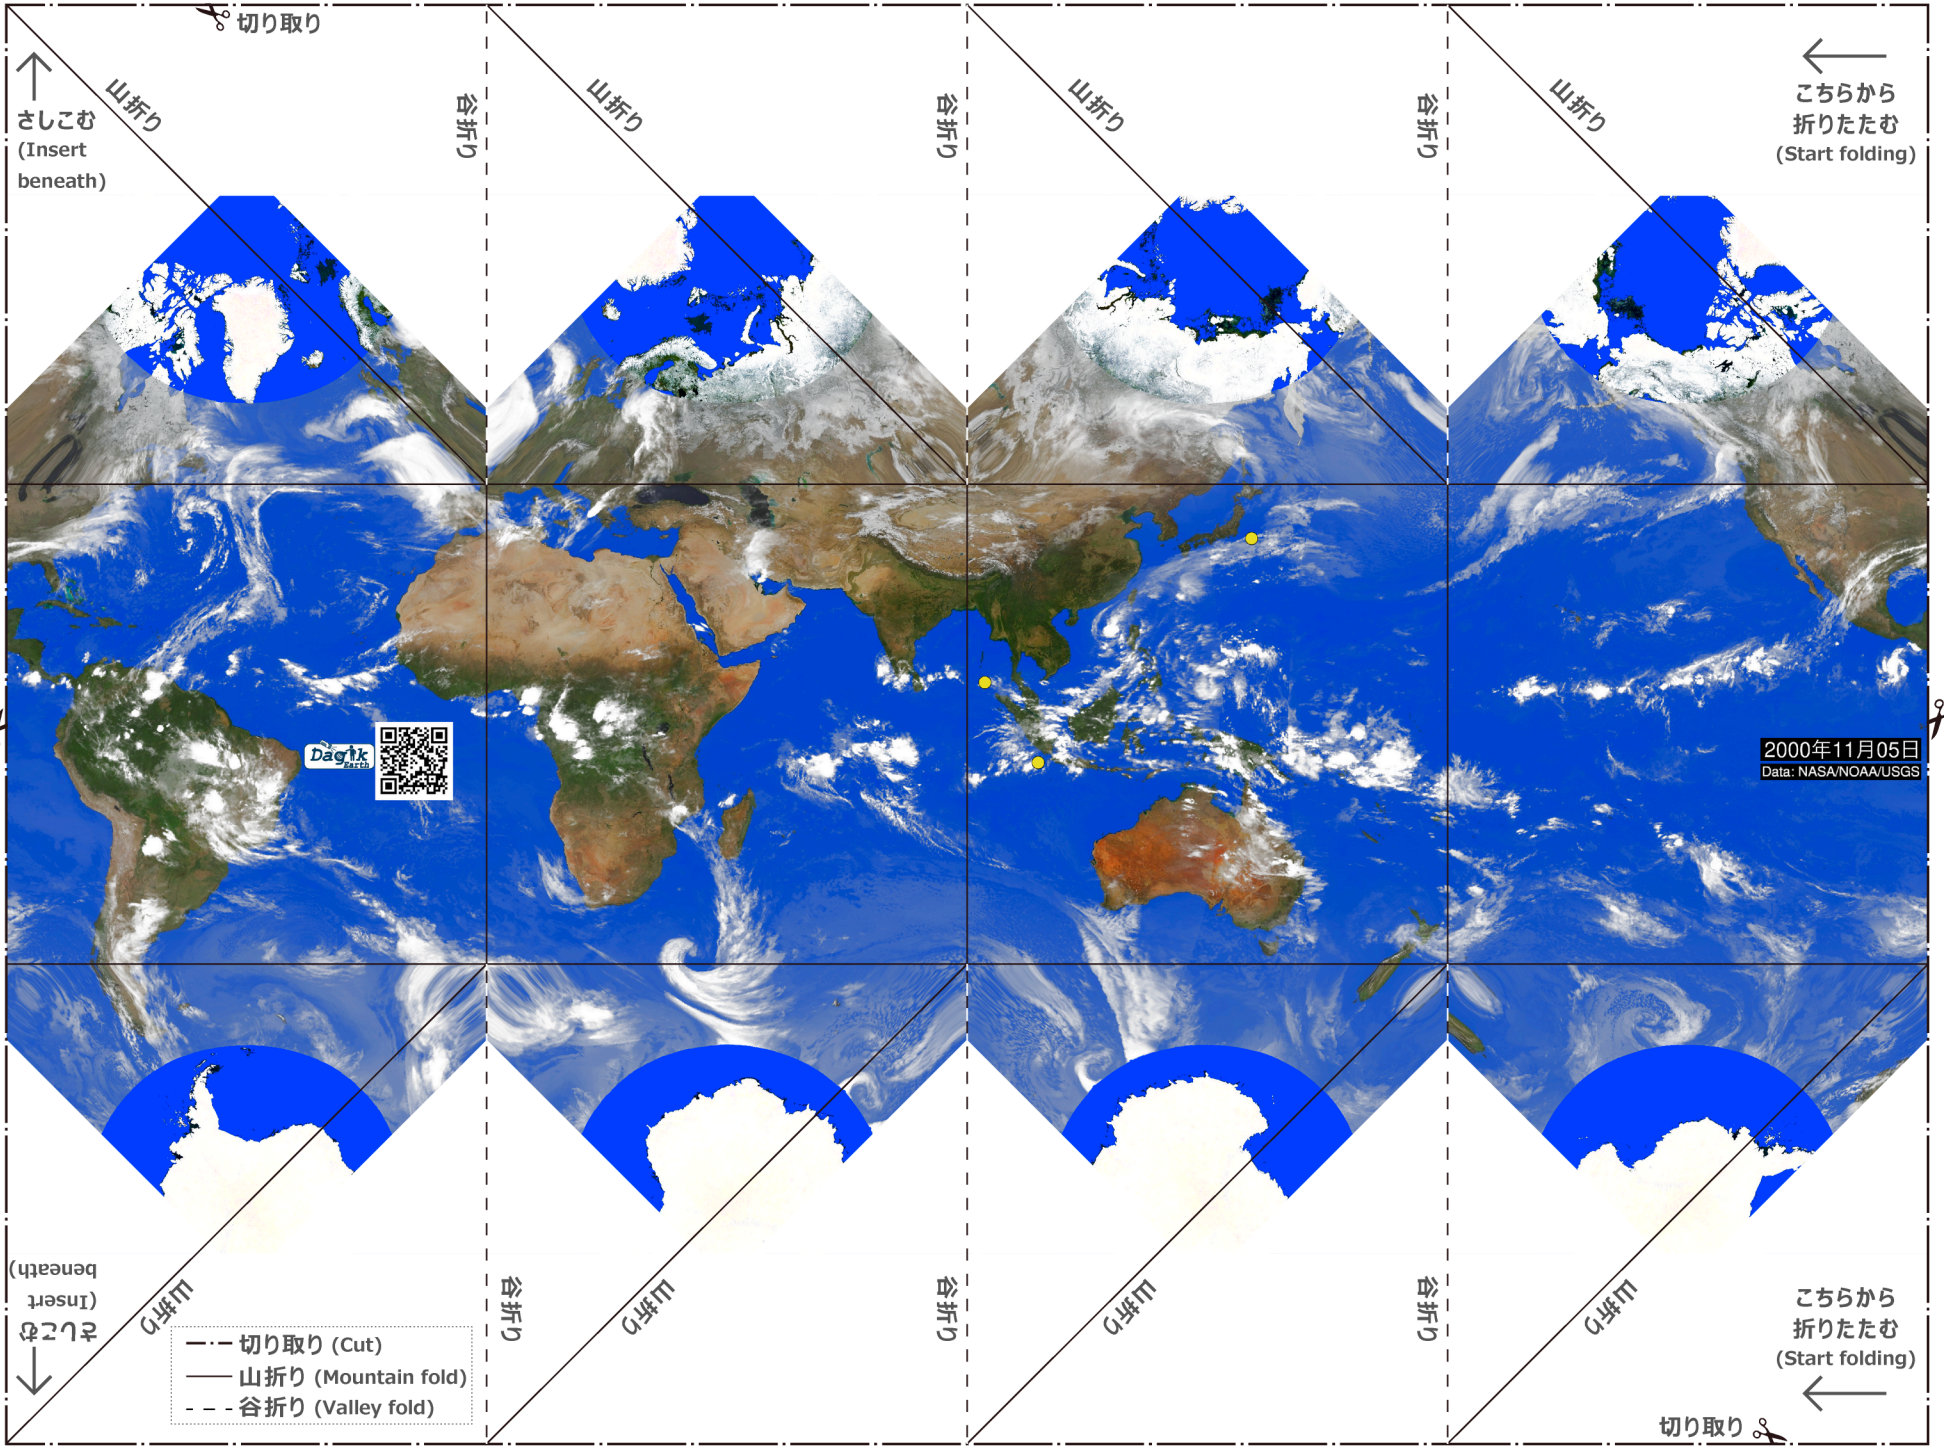 切り取り
山折り
谷折り
山折り
谷折り
山折り
谷折り
山折り
さしこむ
(Insert
beneath)
こちらから
折りたたむ
(Start folding)
Dagik
Earth
2000年11月05日
Data: NASA/NOAA/USGS
さしこむ
(Insert
beneath)
山折り
谷折り
山折り
谷折り
山折り
谷折り
山折り
こちらから
折りたたむ
(Start folding)
切り取り (Cut)
山折り (Mountain fold)
谷折り (Valley fold)
切り取り